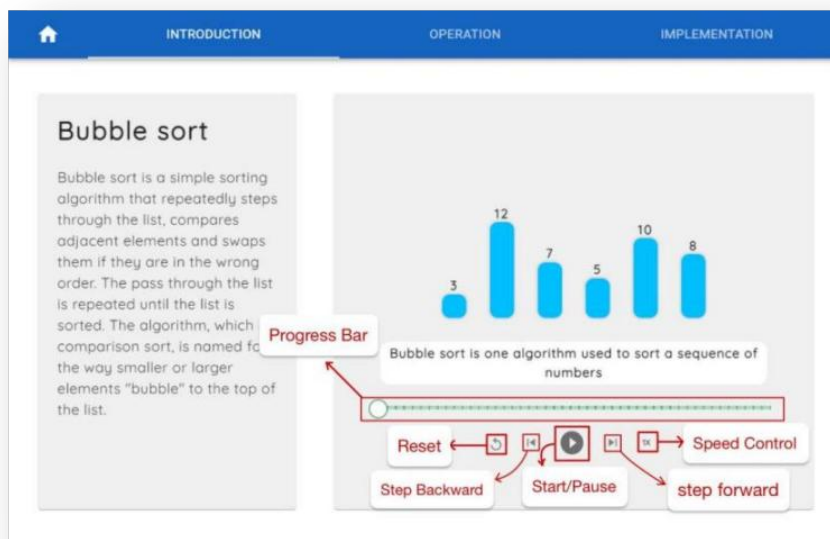 INTRODUCTION OPERATION IMPLEMENTATION
Bubble sort
Bubble sort is a simple sorting
algorithm that repeatedly steps
through the list, compares
adjacent elements and swaps
them if they are in the wrong
order. The pass through the list
is repeated until the list is
sorted. The algorithm, which
comparison sort, is named fo
the way smaller or larger
elements "bubble" to the top of
the list.
12
10
8
7
5
3
Progress Bar
Bubble sort is one algorithm used to sort a sequence of
numbers
Reset
1X
Speed Control
Step Backward
Start/Pause
step forward